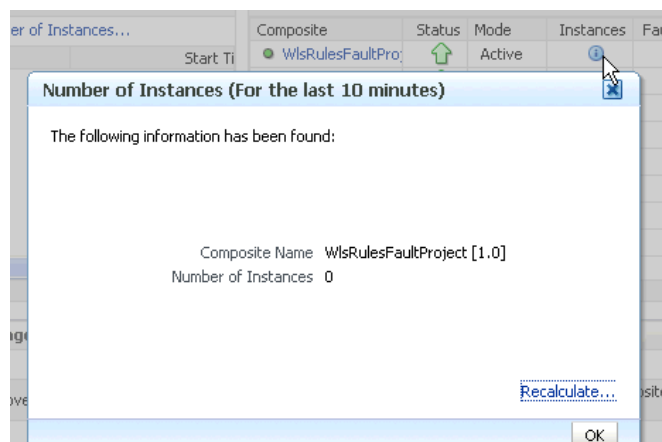 er of Instances...
Composite Status Mode Instances Fau
Start Ti
WlsRulesFaultPro
Active
Number of Instances (For the last 10 minutes)
The following information has been found:
Composite Name WlsRulesFaultProject [1.0]
Number of Instances 0
Recalculate...
OK